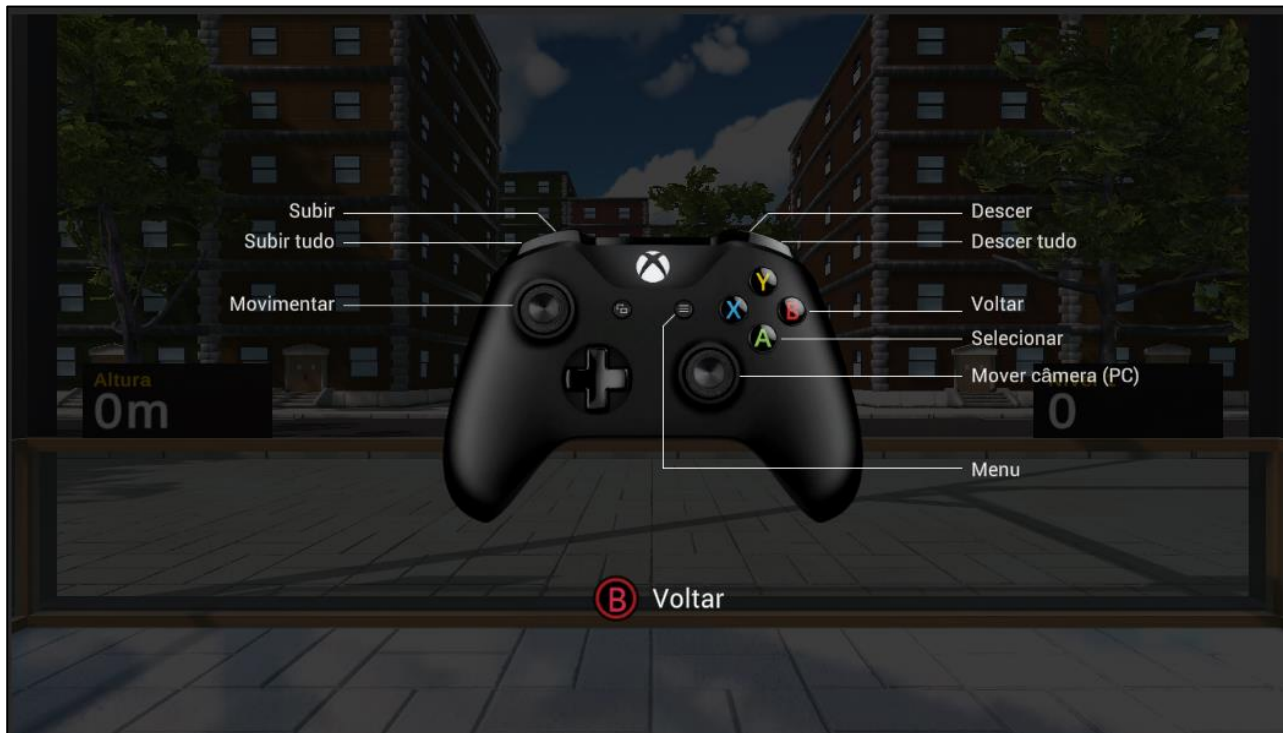 Subir
Subir tudo
Movimentar
Descer
Descer tudo
Y
X
B
A
Voltar
Selecionar
Mover câmera (PC)
Altura
0m
0
Menu
B Voltar